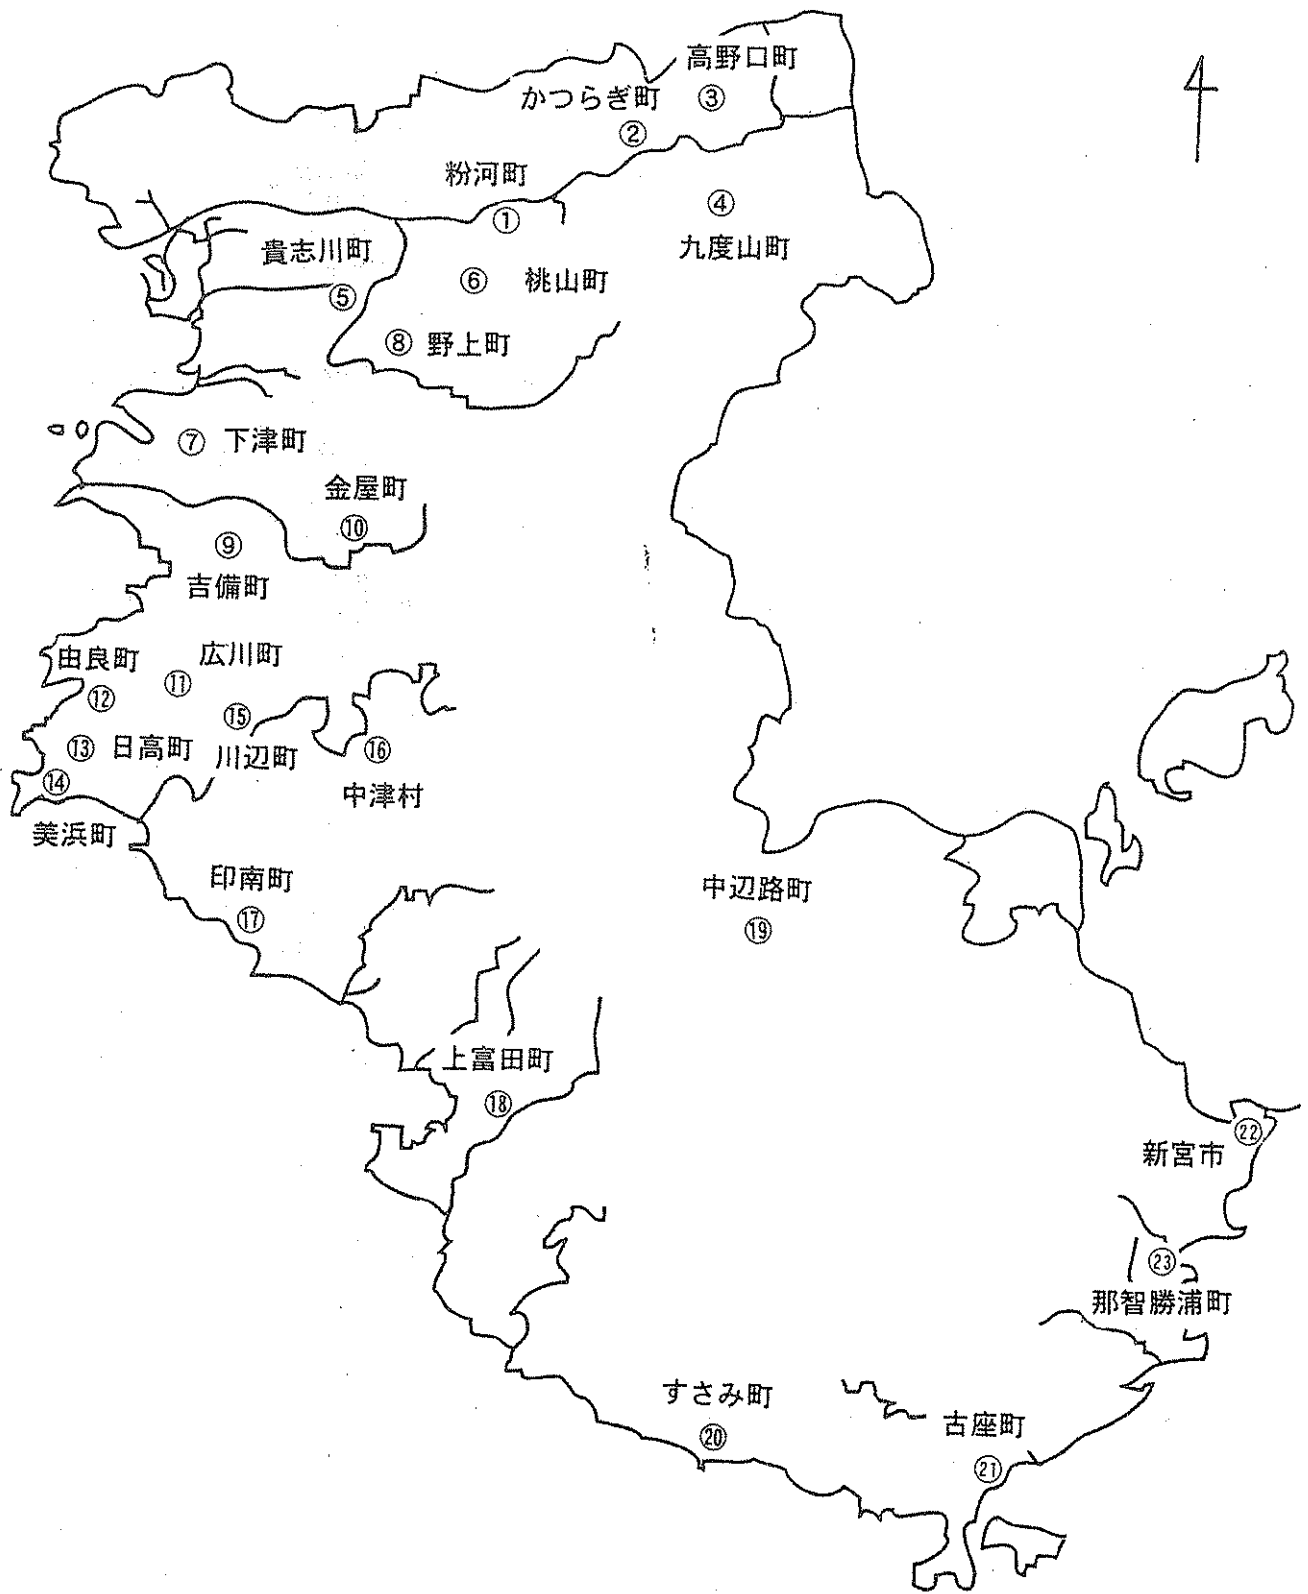 高野口町
かつらぎ町
③
②
粉河町
①
④
九度山町
貴志川町
⑤
⑥ 桃山町
⑧ 野上町
⑦ 下津町
金屋町
⑩
⑨
吉備町
由良町
⑫
広川町
⑪
⑮
川辺町
⑬ 日高町
⑭
美浜町
⑯
中津村
印南町
⑰
中辺路町
⑲
上富田町
⑱
㉒
新宮市
㉓
那智勝浦町
すさみ町
⑳
古座町
㉑